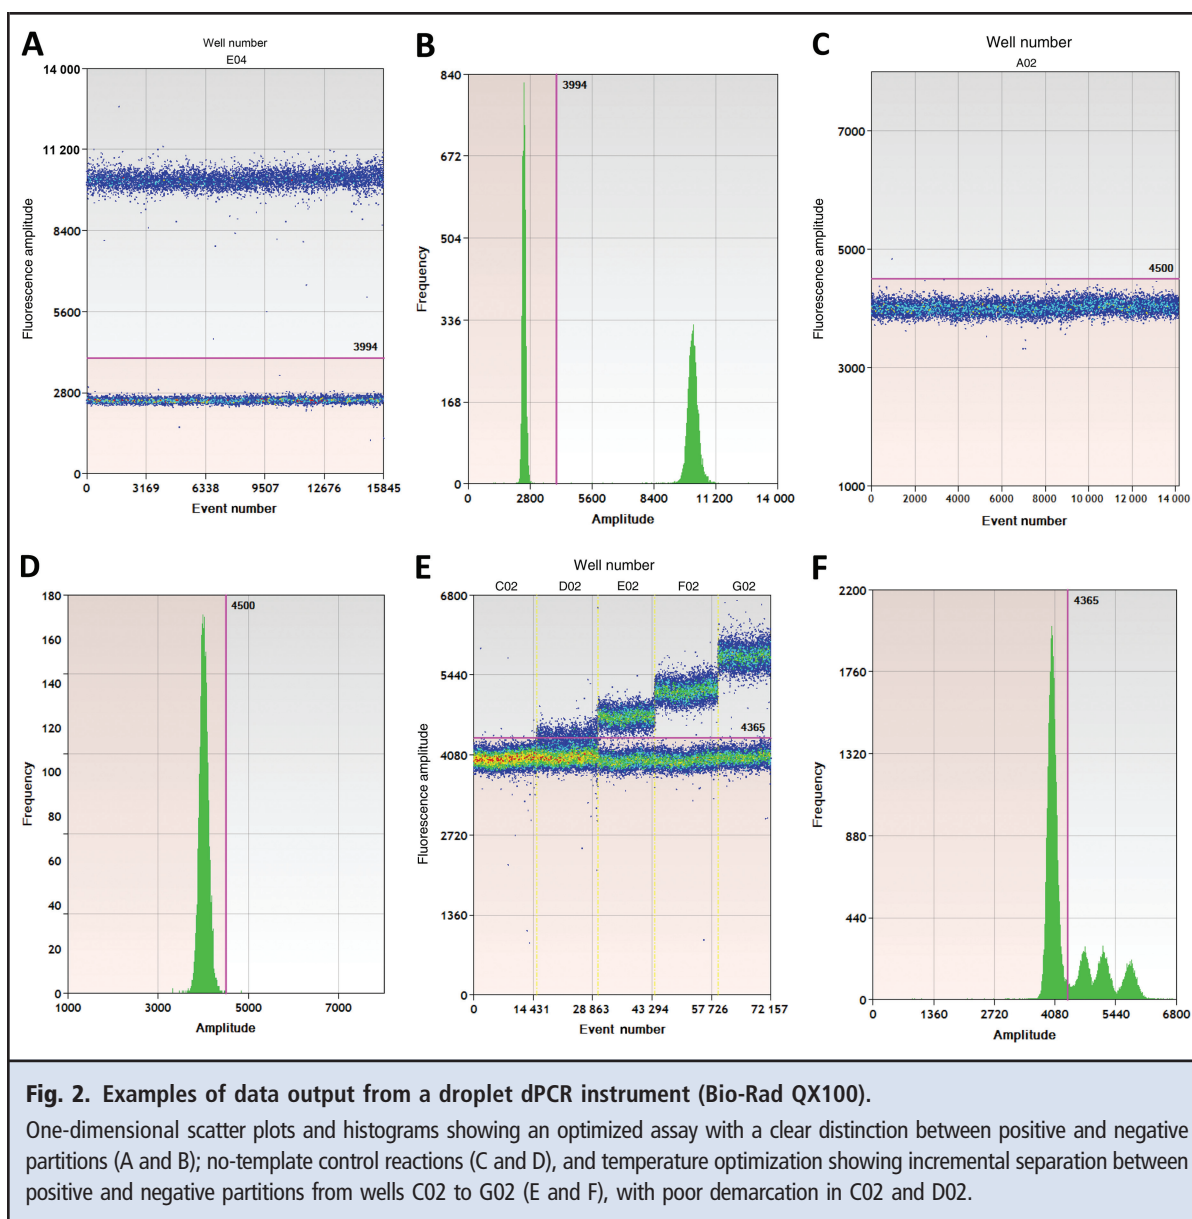 A
Well number
E04
14 000
11 200
8400
5600
2800
0
3994
Fluorescence amplitude
0 3169 6338 9507 12676 15845
Event number
B
840
672
504
336
168
0
3994
Frequency
0 2800 5600 8400 11 200 14 000
Amplitude
C
Well number
A02
7000
5000
3000
1000
4500
Fluorescence amplitude
0 2000 4000 6000 8000 10 000 12 000 14 000
Event number
D
180
160
140
120
100
80
60
40
20
0
4500
Frequency
1000 3000 5000 7000
Amplitude
E
Well number
C02 D02 E02 F02 G02
6800
5440
4080
2720
1360
0
4365
Fluorescence amplitude
0 14 431 28 863 43 294 57 726 72 157
Event number
F
2200
1760
1320
880
440
0
4365
Frequency
0 1360 2720 4080 5440 6800
Amplitude
Fig. 2. Examples of data output from a droplet dPCR instrument (Bio-Rad QX100).
One-dimensional scatter plots and histograms showing an optimized assay with a clear distinction between positive and negative
partitions (A and B); no-template control reactions (C and D), and temperature optimization showing incremental separation between
positive and negative partitions from wells C02 to G02 (E and F), with poor demarcation in C02 and D02.